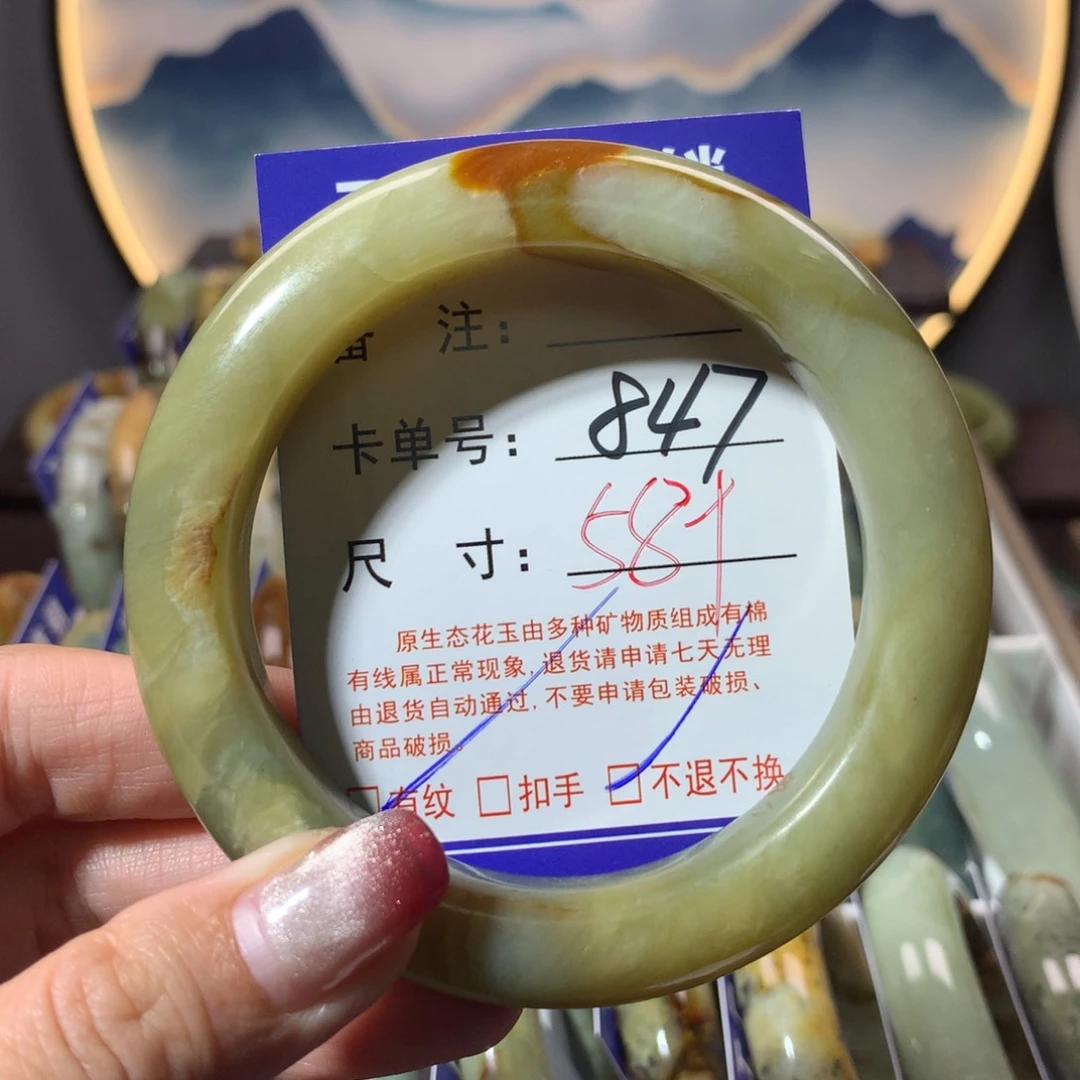 备 注:
卡单号: 847
尺 寸: 581
原生态花玉由多种矿物质组成有棉
有线属正常现象,退货请申请七天无理
由退货自动通过,不要申请包装破损、
商品破损。
□有纹 □扣手 □不退不换